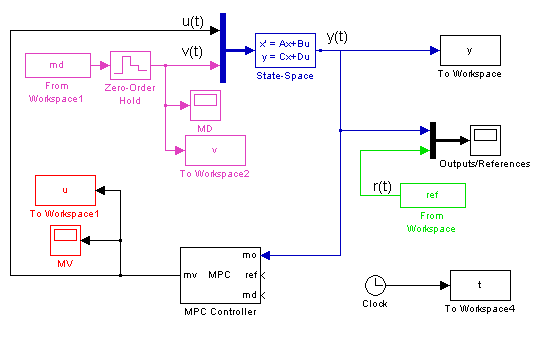 u(t)
y(t)
v(t)
md
From
Workspace1
Zero-Order
Hold
x' = Ax+Bu
y = Cx+Du
State-Space
y
To Workspace
MD
v
To Workspace2
Outputs/References
r(t)
ref
From
Workspace
u
To Workspace1
MV
mv
MPC
mo
ref
md
MPC Controller
Clock
t
To Workspace4